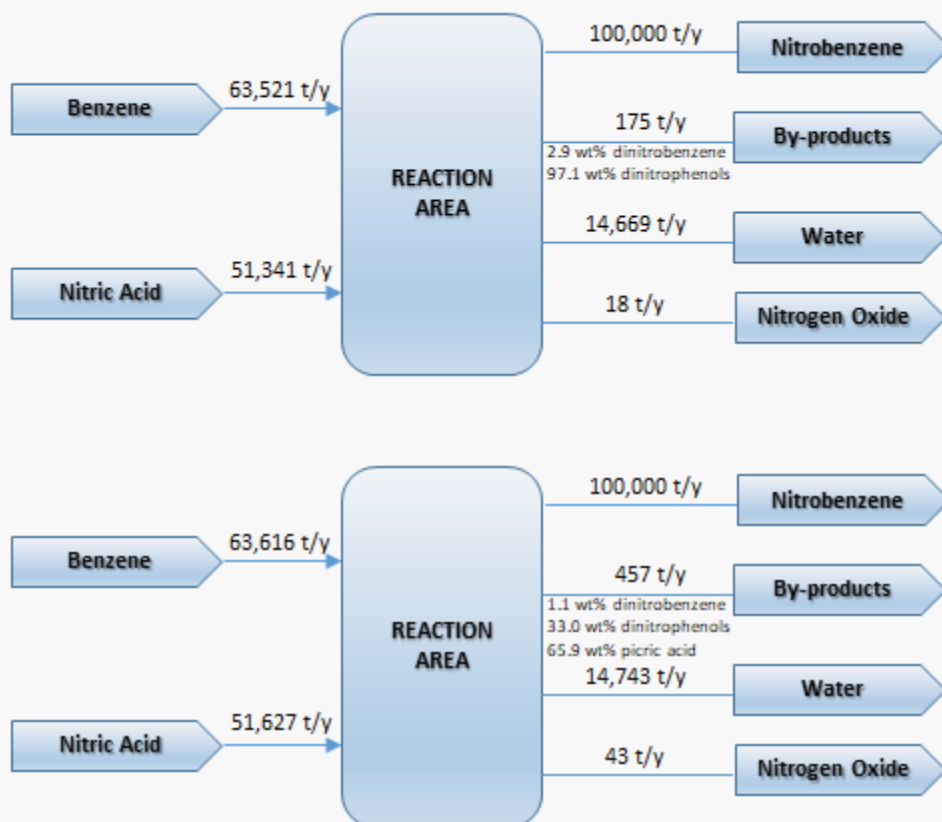 100,000 t/y
Nitrobenzene
63,521 t/y
Benzene
175 t/y
By-products
2.9 wt% dinitrobenzene
97.1 wt% dinitrophenols
REACTION
AREA
14,669 t/y
Water
51,341 t/y
Nitric Acid
18 t/y
Nitrogen Oxide
100,000 t/y
Nitrobenzene
63,616 t/y
Benzene
457 t/y
By-products
1.1 wt% dinitrobenzene
33.0 wt% dinitrophenols
65.9 wt% picric acid
REACTION
AREA
14,743 t/y
Water
51,627 t/y
Nitric Acid
43 t/y
Nitrogen Oxide